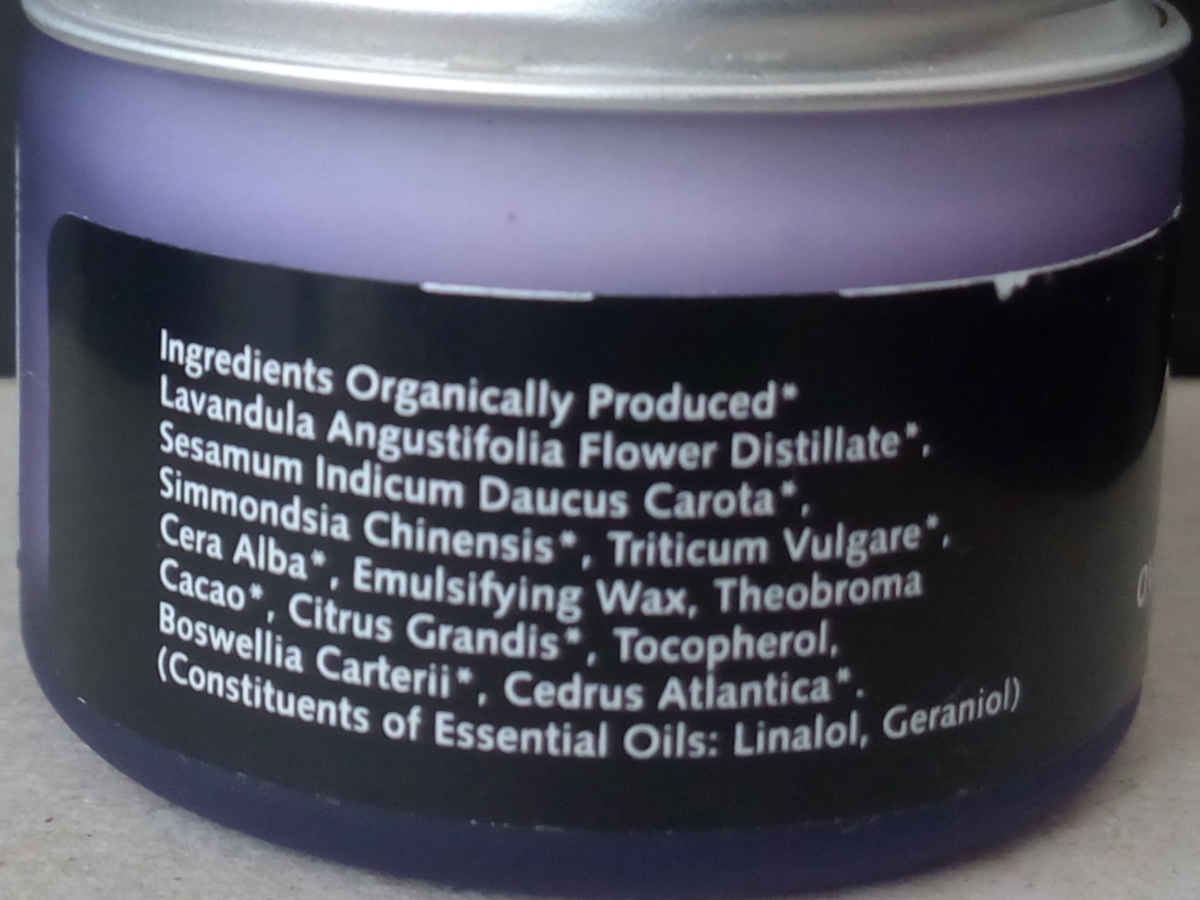 Ingredients Organically Produced*
Lavandula Angustifolia Flower Distillate*,
Sesamum Indicum Daucus Carota*,
Simmondsia Chinensis*, Triticum Vulgare*,
Cera Alba*, Emulsifying Wax, Theobroma
Cacao*, Citrus Grandis*, Tocopherol,
Boswellia Carterii*, Cedrus Atlantica*.
(Constituents of Essential Oils: Linalol, Geraniol)